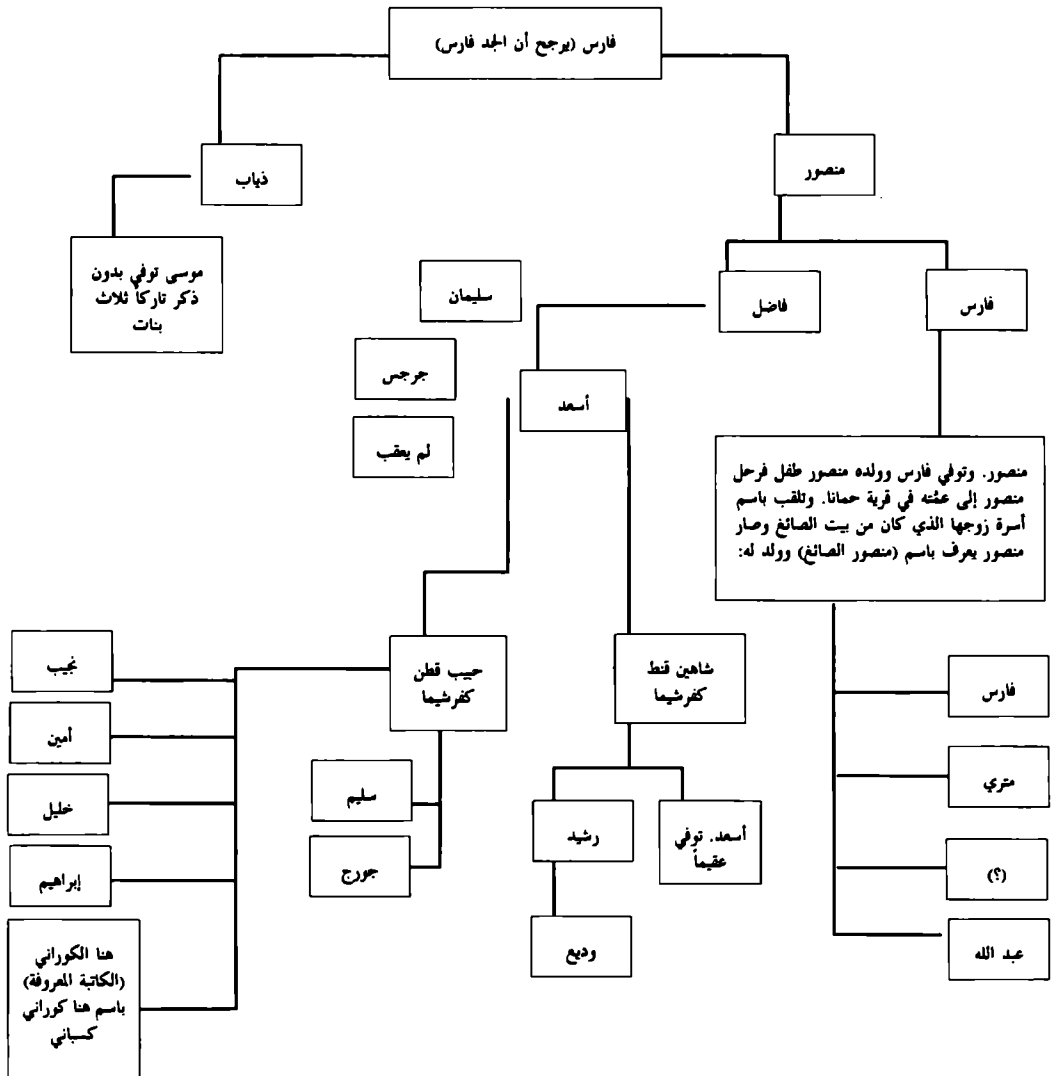 فارس (يرجح أن الجد فارس)
منصور
ذياب
موسى توفي بدون
ذكر تاركاً ثلاث
بنات
فارس
فاضل
سليمان
جرجس
لم يعقب
أسعد
منصور. وتوفي فارس وولده منصور طفل فرحل
منصور إلى عمّته في قرية حمانا. وتلقب باسم
أسرة زوجها الذي كان من بيت الصائغ وصار
منصور يعرف باسم (منصور الصائغ) وولد له:
فارس
متري
(؟)
عبد الله
شاهين قنط
كفرشيما
أسعد. توفي
عقيماً
رشيد
وديع
حبيب قطن
كفرشيما
سليم
جورج
نجيب
أمين
خليل
إبراهيم
هنا الكوراني
(الكاتبة المعروفة)
باسم هنا كوراني
كسباني